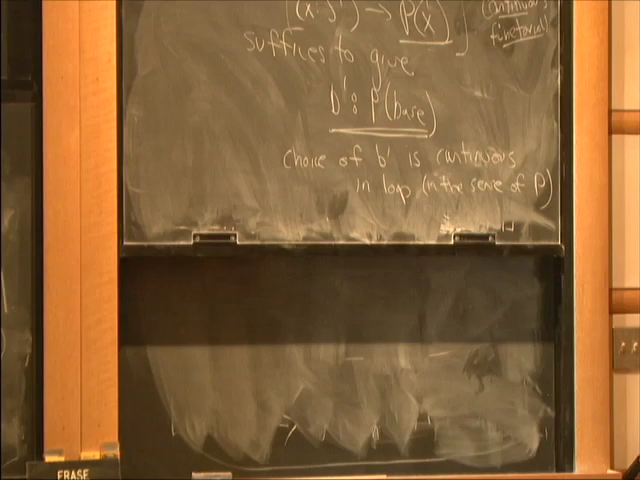 [(x:S¹) → P(x)] (continuous
functorial)
suffices to give
b' : P(base)
choice of b' is continuous
in loop (in the sense of P)
ERASE